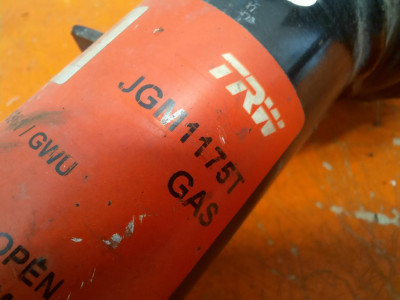 TRW
JGM1175T
GAS
/ GWU
OPEN